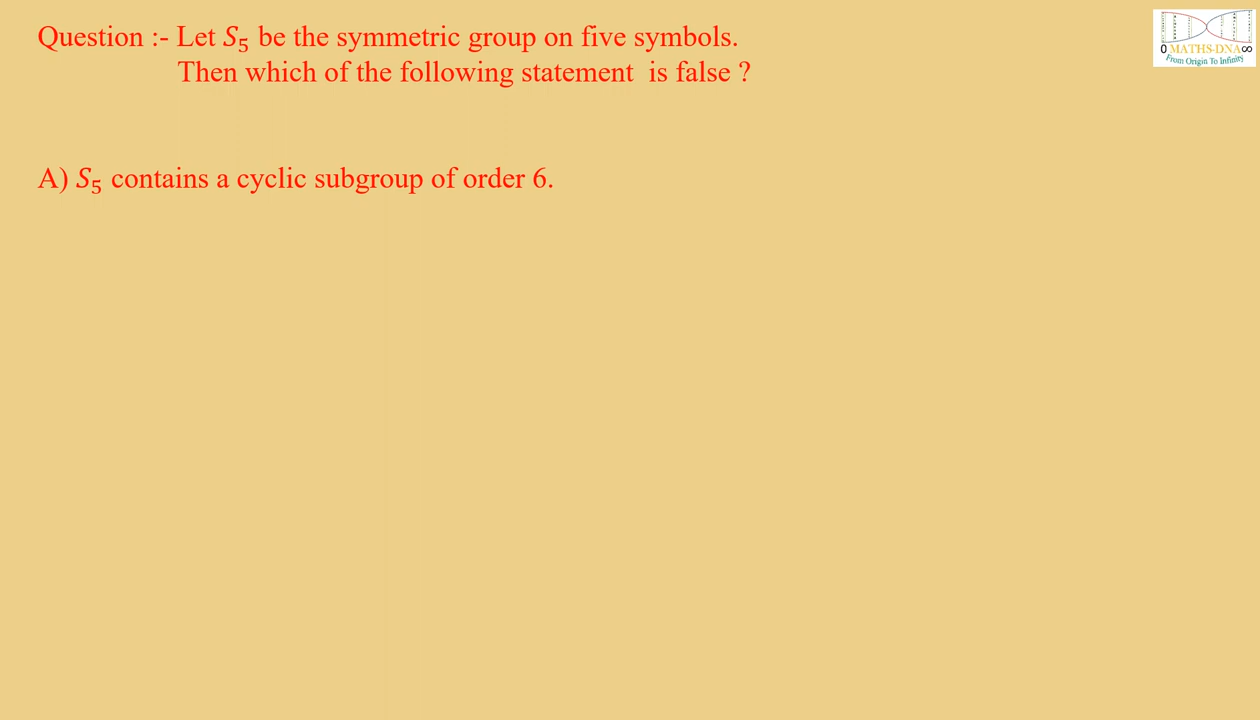 Question :- Let S₅ be the symmetric group on five symbols.
Then which of the following statement is false ?
A) S₅ contains a cyclic subgroup of order 6.
0 MATHS-DNA ∞
From Origin To Infinity